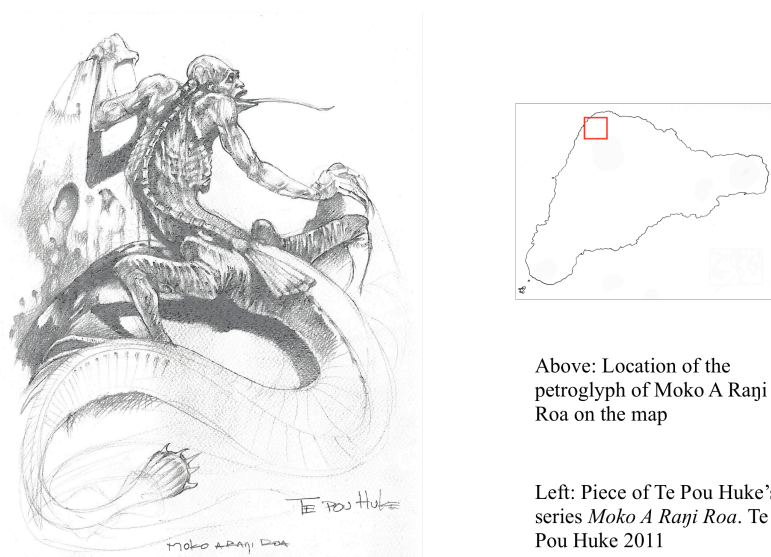 TE POU HUKE
MOKO A RAŊI ROA
Above: Location of the
petroglyph of Moko A Raŋi
Roa on the map
Left: Piece of Te Pou Huke's
series Moko A Raŋi Roa. Te
Pou Huke 2011